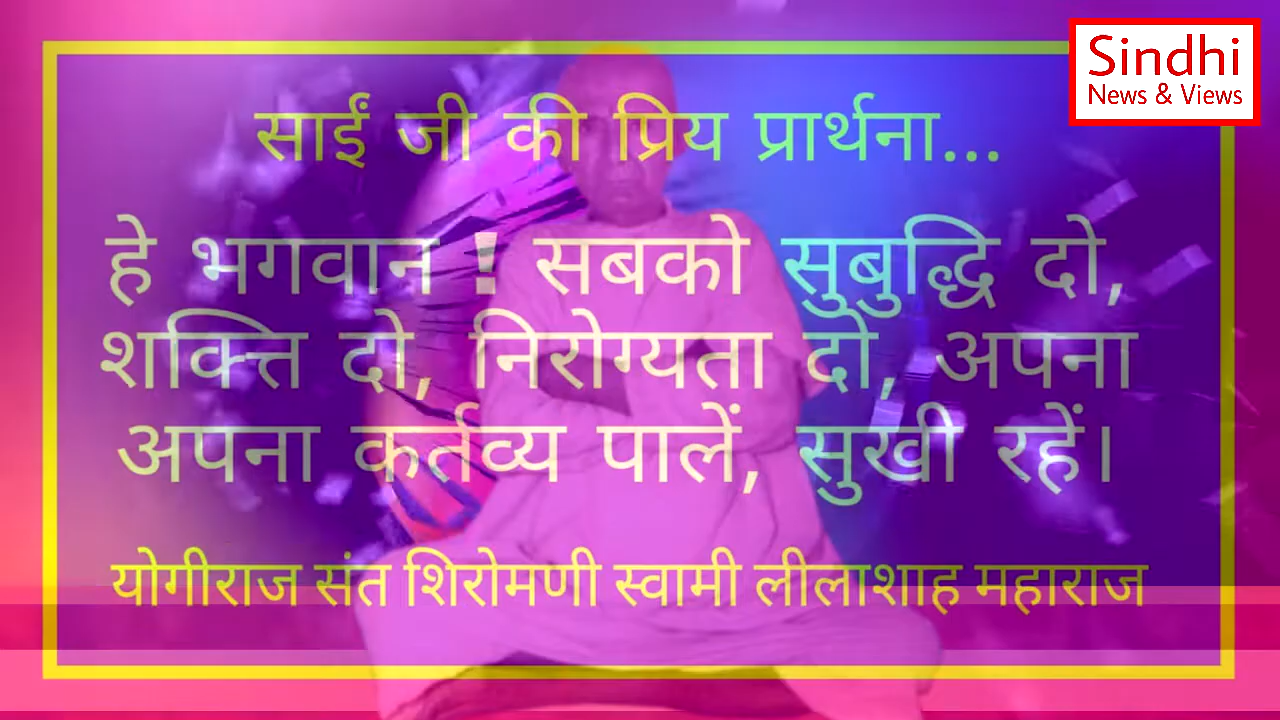 Sindhi
News & Views
साईं जी की प्रिय प्रार्थना...
हे भगवान ! सबको सुबुद्धि दो,
शक्ति दो, निरोग्यता दो, अपना
अपना कर्तव्य पालें, सुखी रहें।
योगीराज संत शिरोमणी स्वामी लीलाशाह महाराज